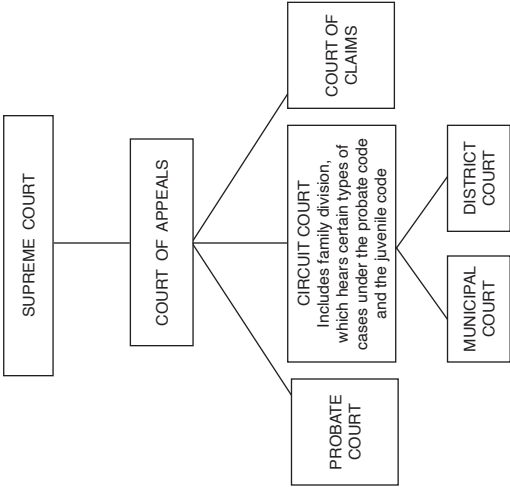 SUPREME COURT
COURT OF APPEALS
PROBATE
COURT
CIRCUIT COURT
Includes family division,
which hears certain types of
cases under the probate code
and the juvenile code
COURT OF
CLAIMS
MUNICIPAL
COURT
DISTRICT
COURT